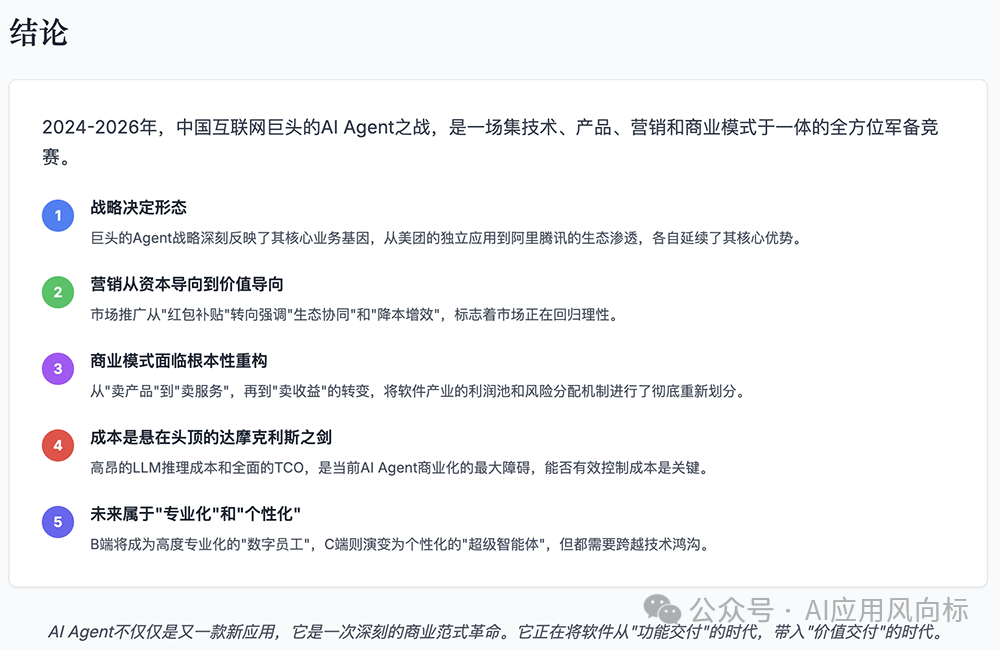 结论
2024-2026年，中国互联网巨头的AI Agent之战，是一场集技术、产品、营销和商业模式于一体的全方位军备竞
赛。
1
战略决定形态
巨头的Agent战略深刻反映了其核心业务基因，从美团的独立应用到阿里腾讯的生态渗透，各自延续了其核心优势。
2
营销从资本导向到价值导向
市场推广从"红包补贴"转向强调"生态协同"和"降本增效"，标志着市场正在回归理性。
3
商业模式面临根本性重构
从"卖产品"到"卖服务"，再到"卖收益"的转变，将软件产业的利润池和风险分配机制进行了彻底重新划分。
4
成本是悬在头顶的达摩克利斯之剑
高昂的LLM推理成本和全面的TCO，是当前AI Agent商业化的最大障碍，能否有效控制成本是关键。
5
未来属于"专业化"和"个性化"
B端将成为高度专业化的"数字员工"，C端则演变为个性化的"超级智能体"，但都需要跨越技术鸿沟。
公众号 · AI应用风向标
AI Agent不仅仅是又一款新应用，它是一次深刻的商业范式革命。它正在将软件从"功能交付"的时代，带入"价值交付"的时代。